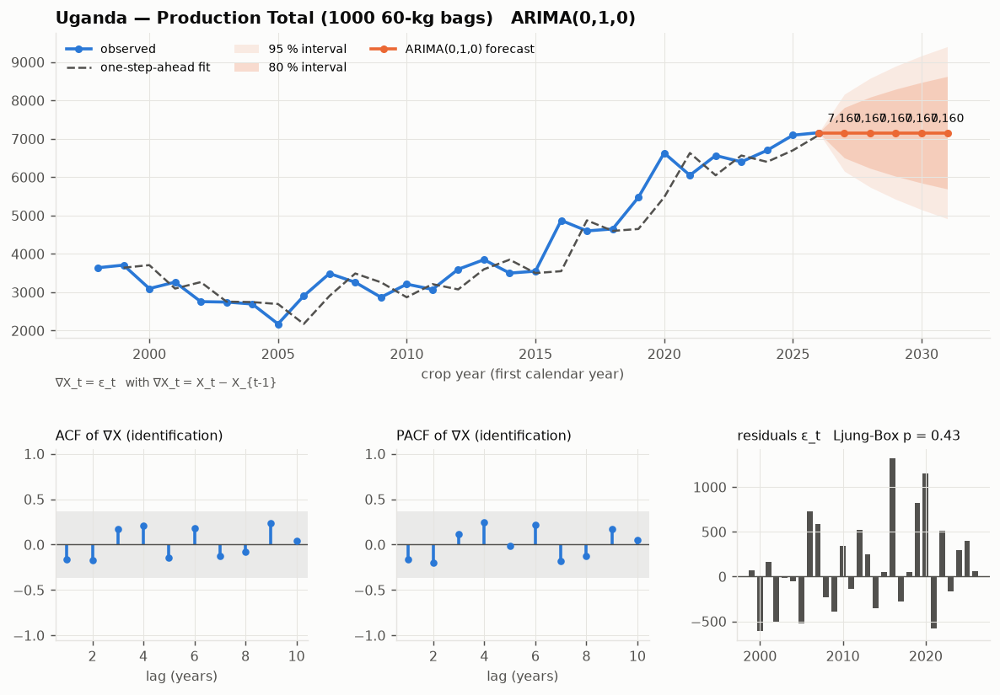 Uganda — Production Total (1000 60-kg bags)   ARIMA(0,1,0)
observed
one-step-ahead fit
95 % interval
80 % interval
ARIMA(0,1,0) forecast
9000
8000
7000
6000
5000
4000
3000
2000
7,160 7,160 7,160 7,160 7,160
2000 2005 2010 2015 2020 2025 2030
crop year (first calendar year)
∇X_t = ε_t   with ∇X_t = X_t − X_{t-1}
ACF of ∇X (identification)
1.0
0.5
0.0
−0.5
−1.0
2 4 6 8 10
lag (years)
PACF of ∇X (identification)
1.0
0.5
0.0
−0.5
−1.0
2 4 6 8 10
lag (years)
residuals ε_t   Ljung-Box p = 0.43
1000
500
0
−500
2000 2010 2020